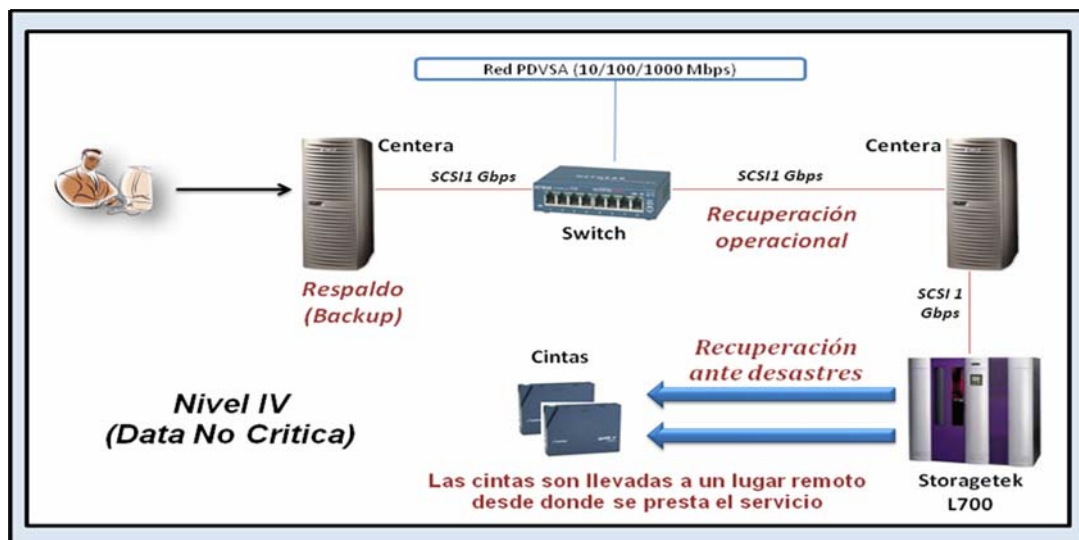 Red PDVSA (10/100/1000 Mbps)
Centera
SCSI1 Gbps
Switch
SCSI1 Gbps
Centera
Recuperación
operacional
Respaldo
(Backup)
SCSI 1
Gbps
Cintas
Recuperación
ante desastres
Nivel IV
(Data No Critica)
Las cintas son llevadas a un lugar remoto
desde donde se presta el servicio
Storagetek
L700